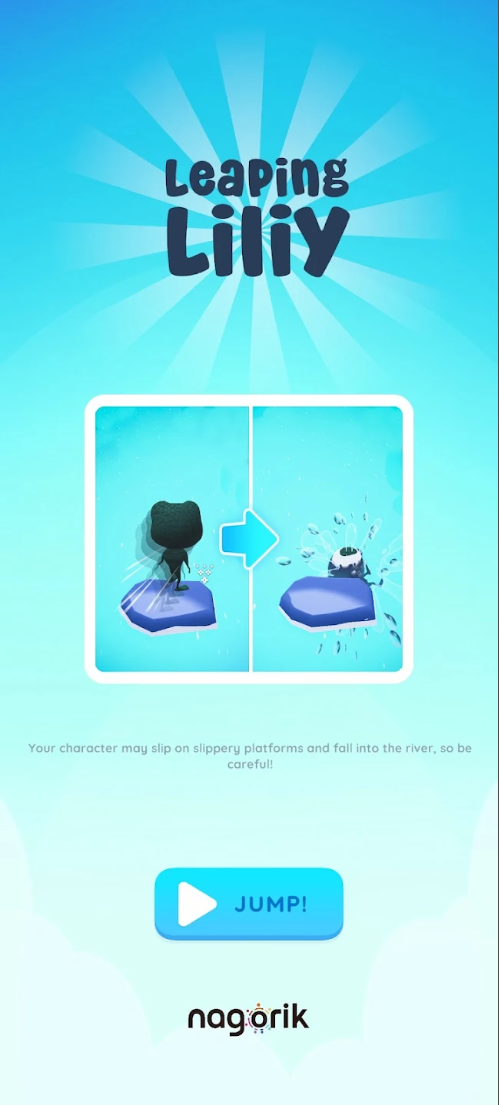 Leaping
Liliy
Your character may slip on slippery platforms and fall into the river, so be
careful!
JUMP!
nagorik